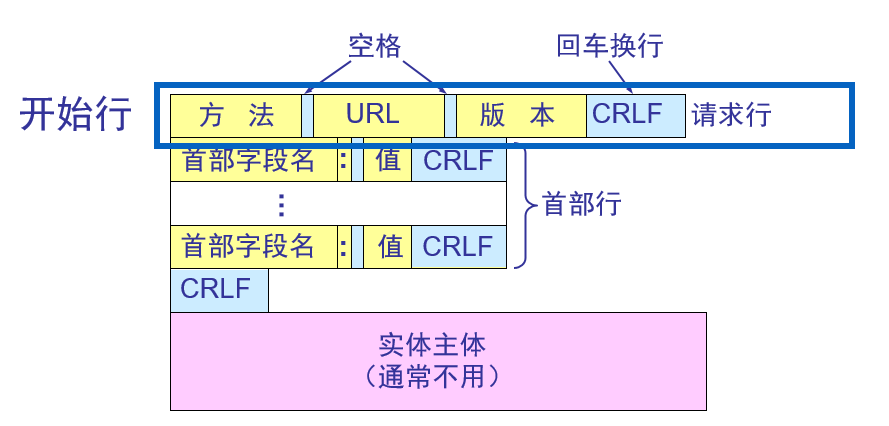 空格 回车换行
开始行 方 法 URL 版 本 CRLF 请求行
首部字段名 : 值 CRLF
⋮ 首部行
首部字段名 : 值 CRLF
CRLF
实体主体
（通常不用）